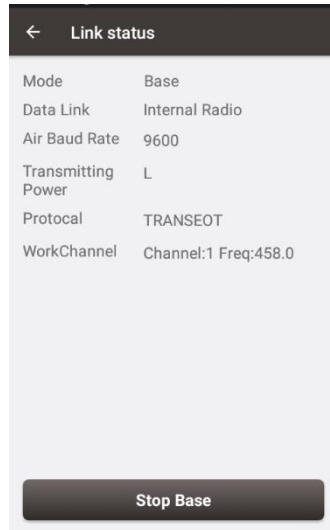 Link status
Mode Base
Data Link Internal Radio
Air Baud Rate 9600
Transmitting
Power L
Protocal TRANSEOT
WorkChannel Channel:1 Freq:458.0
Stop Base